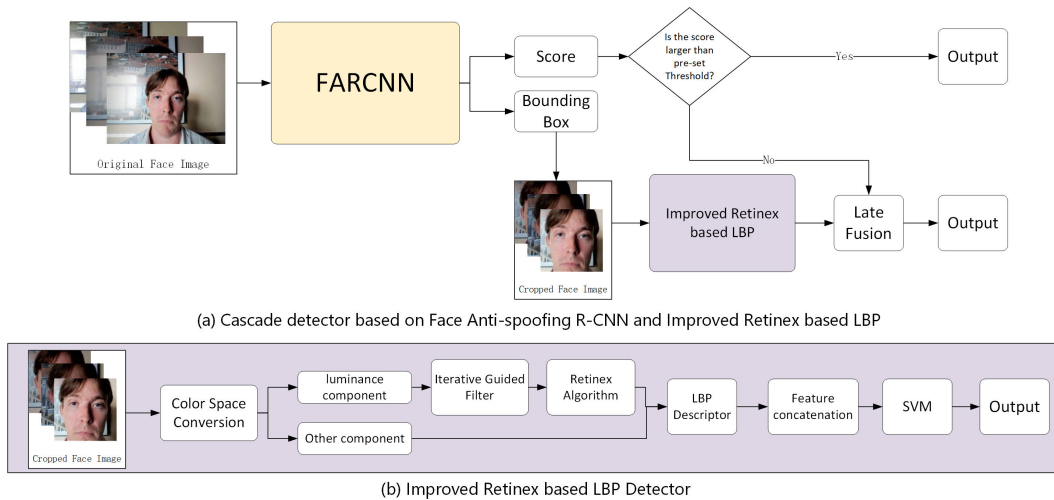 Original Face Image
FARCNN
Score
Bounding
Box
Is the score
larger than
pre-set
Threshold?
Yes
Output
No
Cropped Face Image
Improved Retinex
based LBP
Late
Fusion
Output
(a) Cascade detector based on Face Anti-spoofing R-CNN and Improved Retinex based LBP
Cropped Face Image
Color Space
Conversion
luminance
component
Iterative Guided
Filter
Retinex
Algorithm
Other component
LBP
Descriptor
Feature
concatenation
SVM
Output
(b) Improved Retinex based LBP Detector